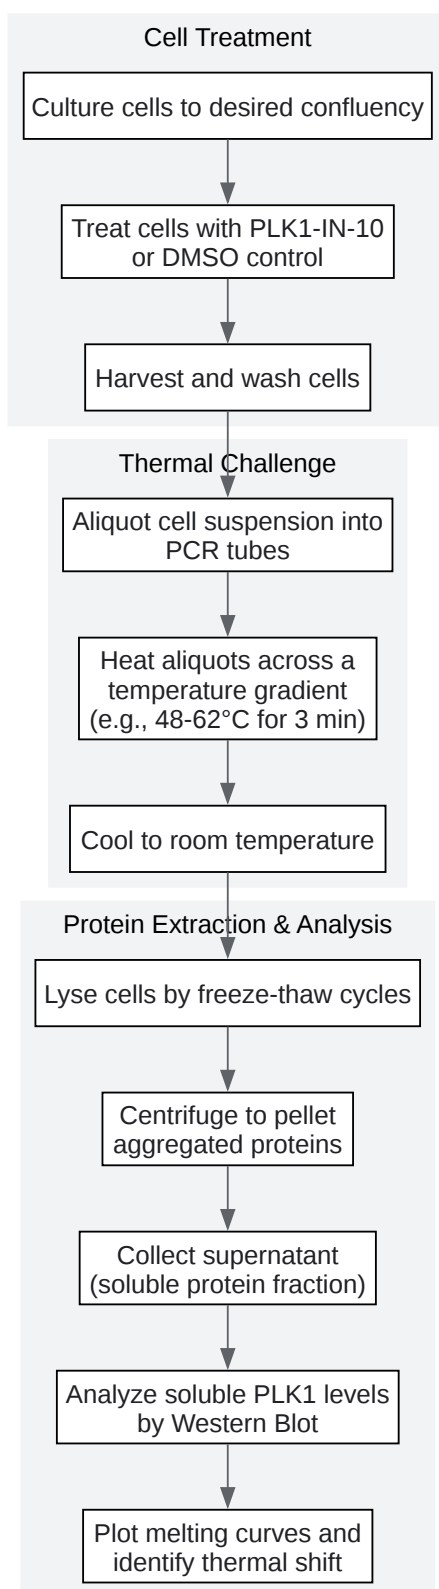 Cell Treatment
Culture cells to desired confluency
Treat cells with PLK1-IN-10
or DMSO control
Harvest and wash cells
Thermal Challenge
Aliquot cell suspension into
PCR tubes
Heat aliquots across a
temperature gradient
(e.g., 48-62°C for 3 min)
Cool to room temperature
Protein Extraction & Analysis
Lyse cells by freeze-thaw cycles
Centrifuge to pellet
aggregated proteins
Collect supernatant
(soluble protein fraction)
Analyze soluble PLK1 levels
by Western Blot
Plot melting curves and
identify thermal shift